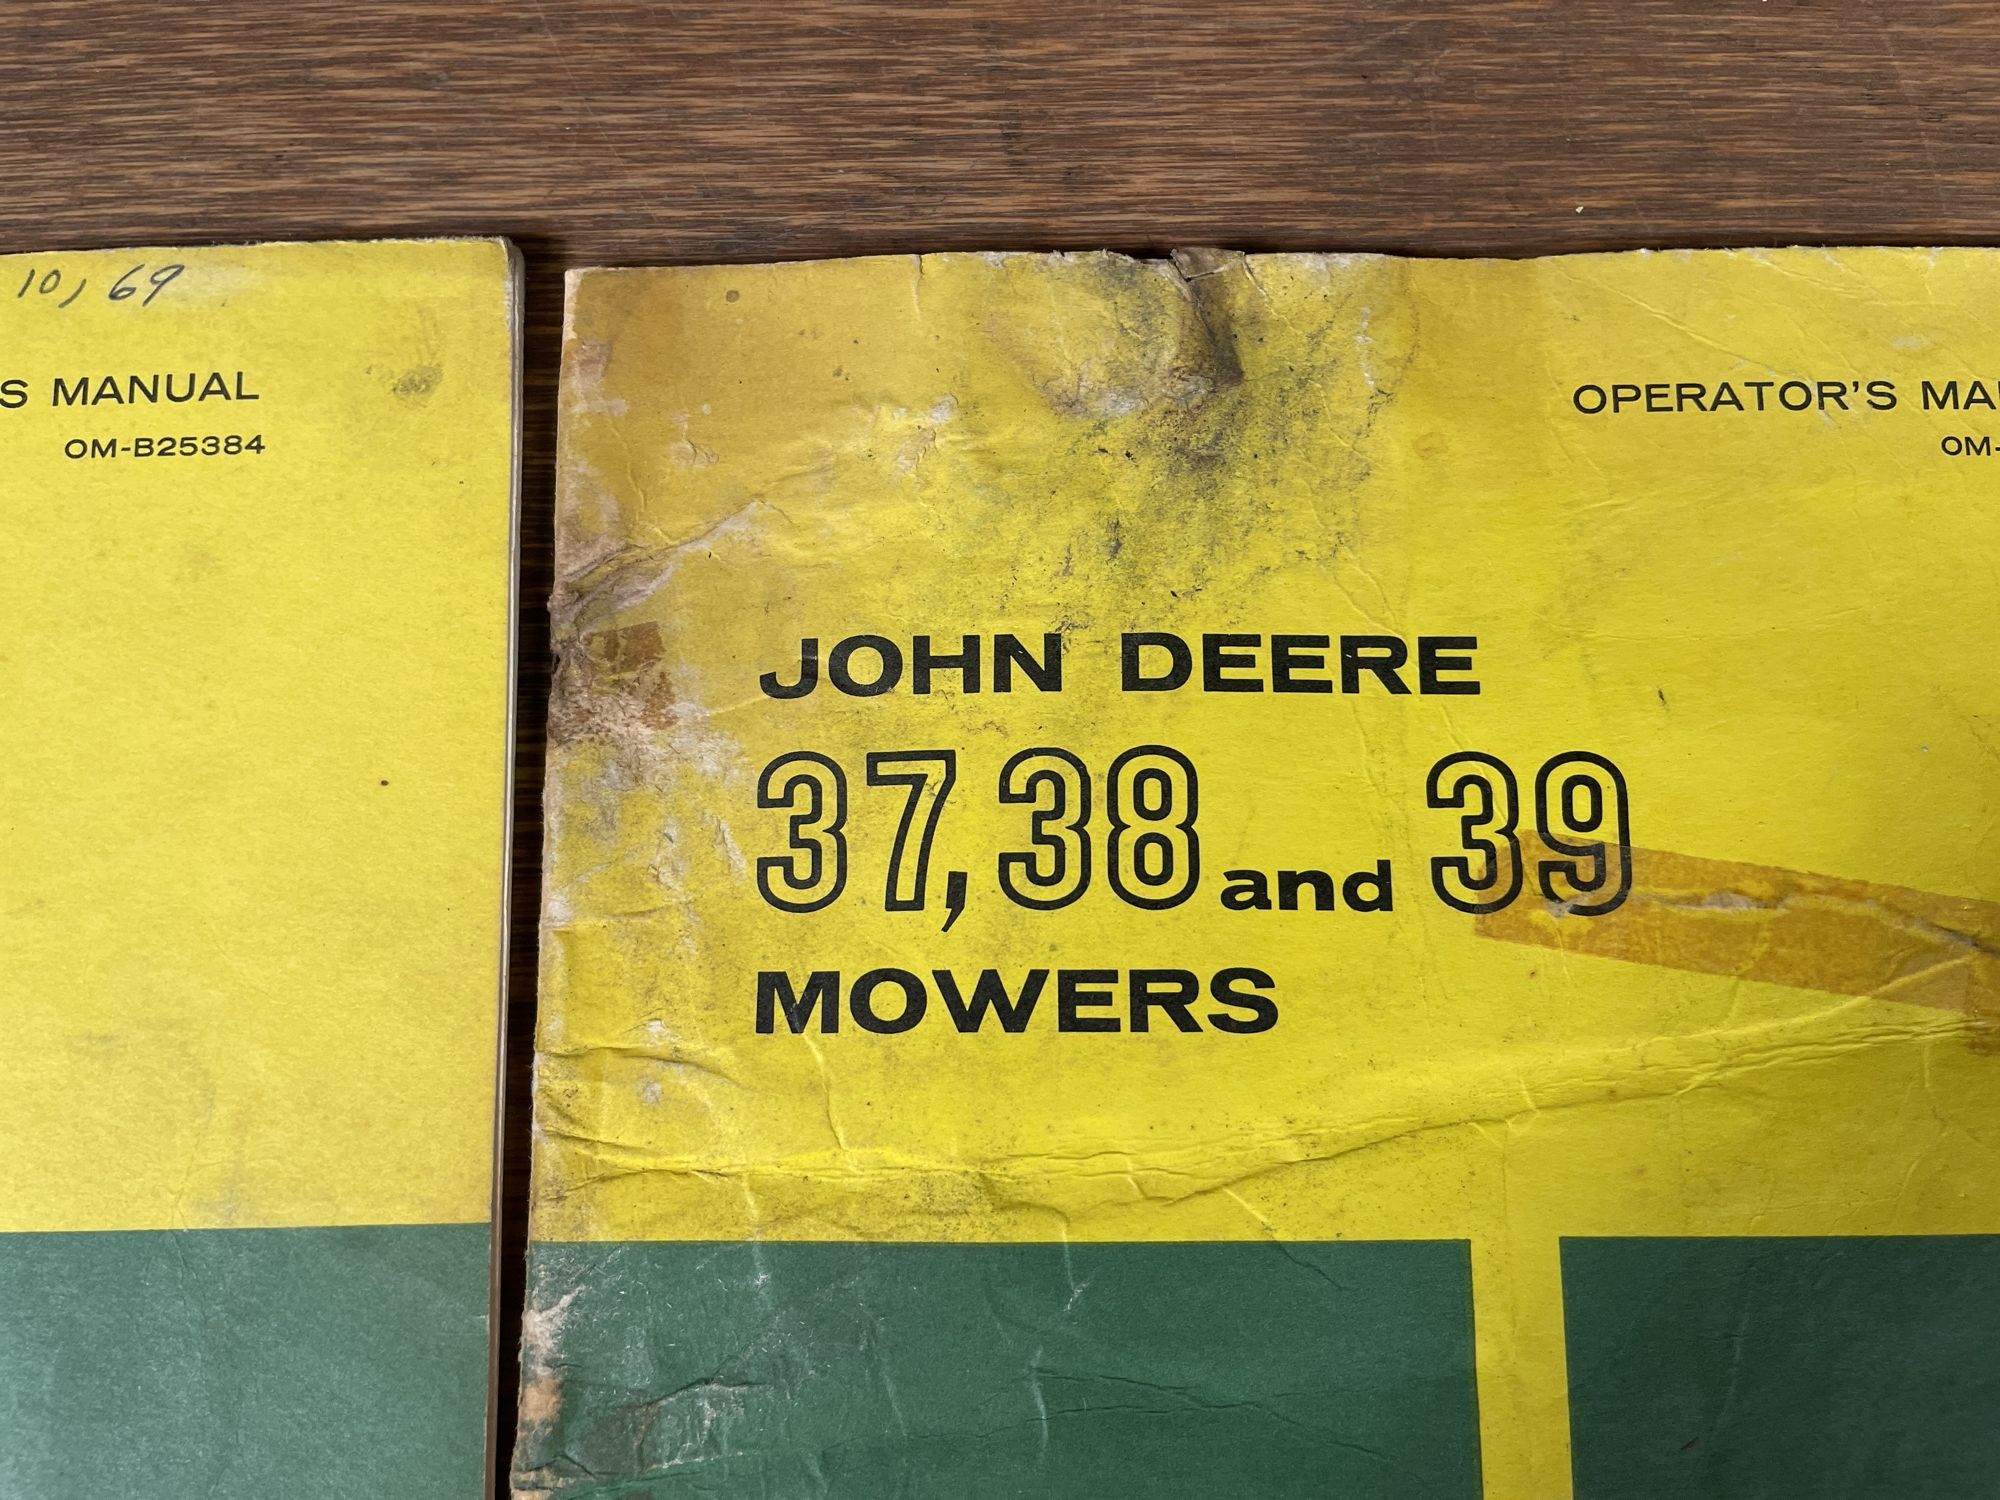 10, 69
S MANUAL
OM-B25384
OPERATOR'S MA
OM-
JOHN DEERE
37, 38 and 39
MOWERS